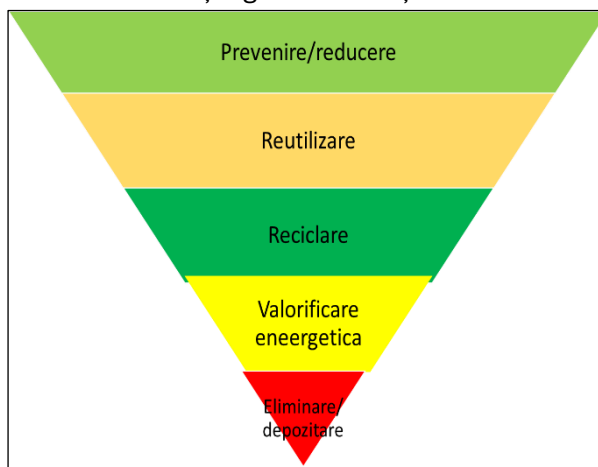 Prevenire/reducere
Reutilizare
Reciclare
Valorificare
eneergetica
Eliminare/
depozitare